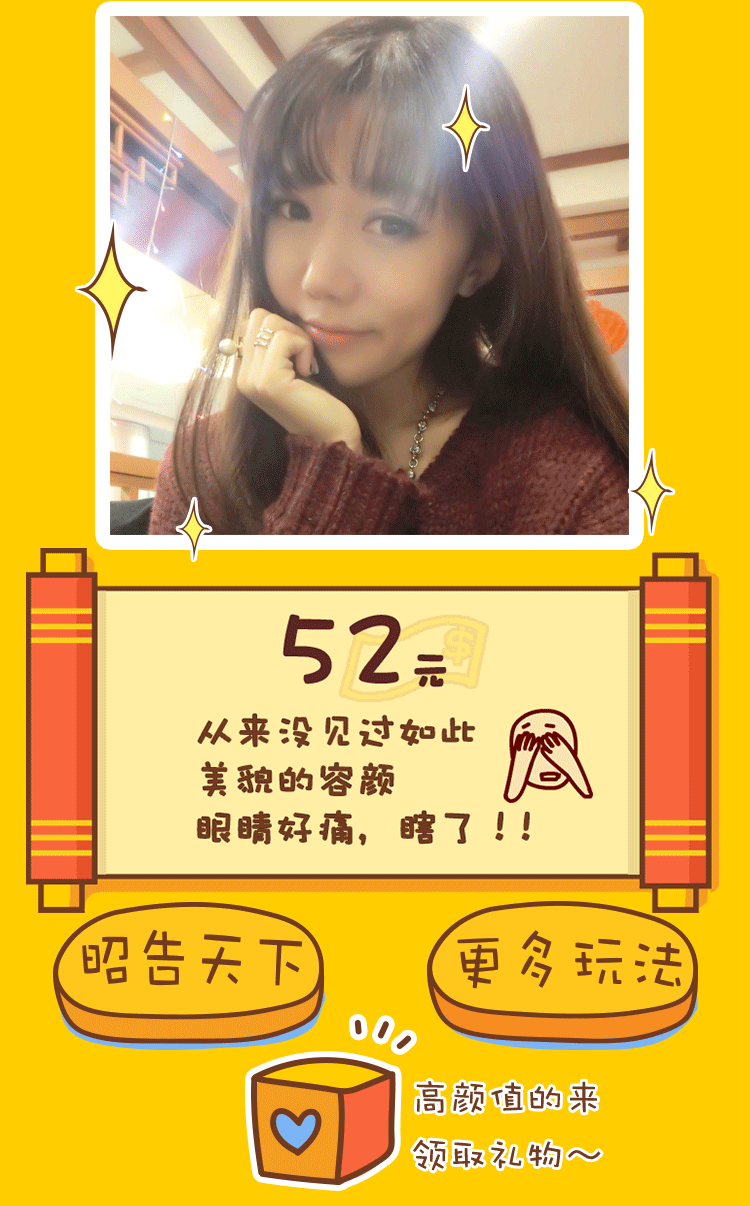 52元
从来没见过如此
美貌的容颜
眼睛好痛，瞎了！！
昭告天下
更多玩法
高颜值的来
领取礼物～